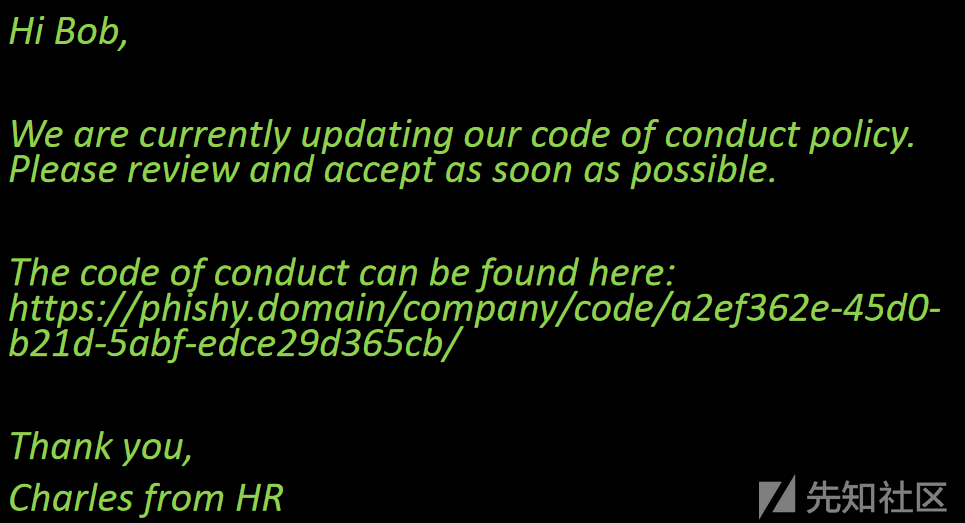 Hi Bob,
We are currently updating our code of conduct policy.
Please review and accept as soon as possible.
The code of conduct can be found here:
https://phishy.domain/company/code/a2ef362e-45d0-
b21d-5abf-edce29d365cb/
Thank you,
Charles from HR
先知社区